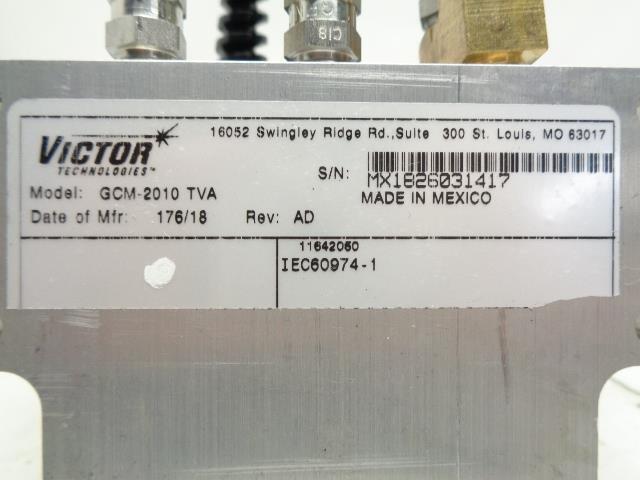 C18
16052 Swingley Ridge Rd.,Suite 300 St. Louis, MO 63017
VICTOR
TECHNOLOGIES™
S/N: MX1826031417
Model: GCM-2010 TVA
MADE IN MEXICO
Date of Mfr: 176/18 Rev: AD
11642060
IEC60974-1